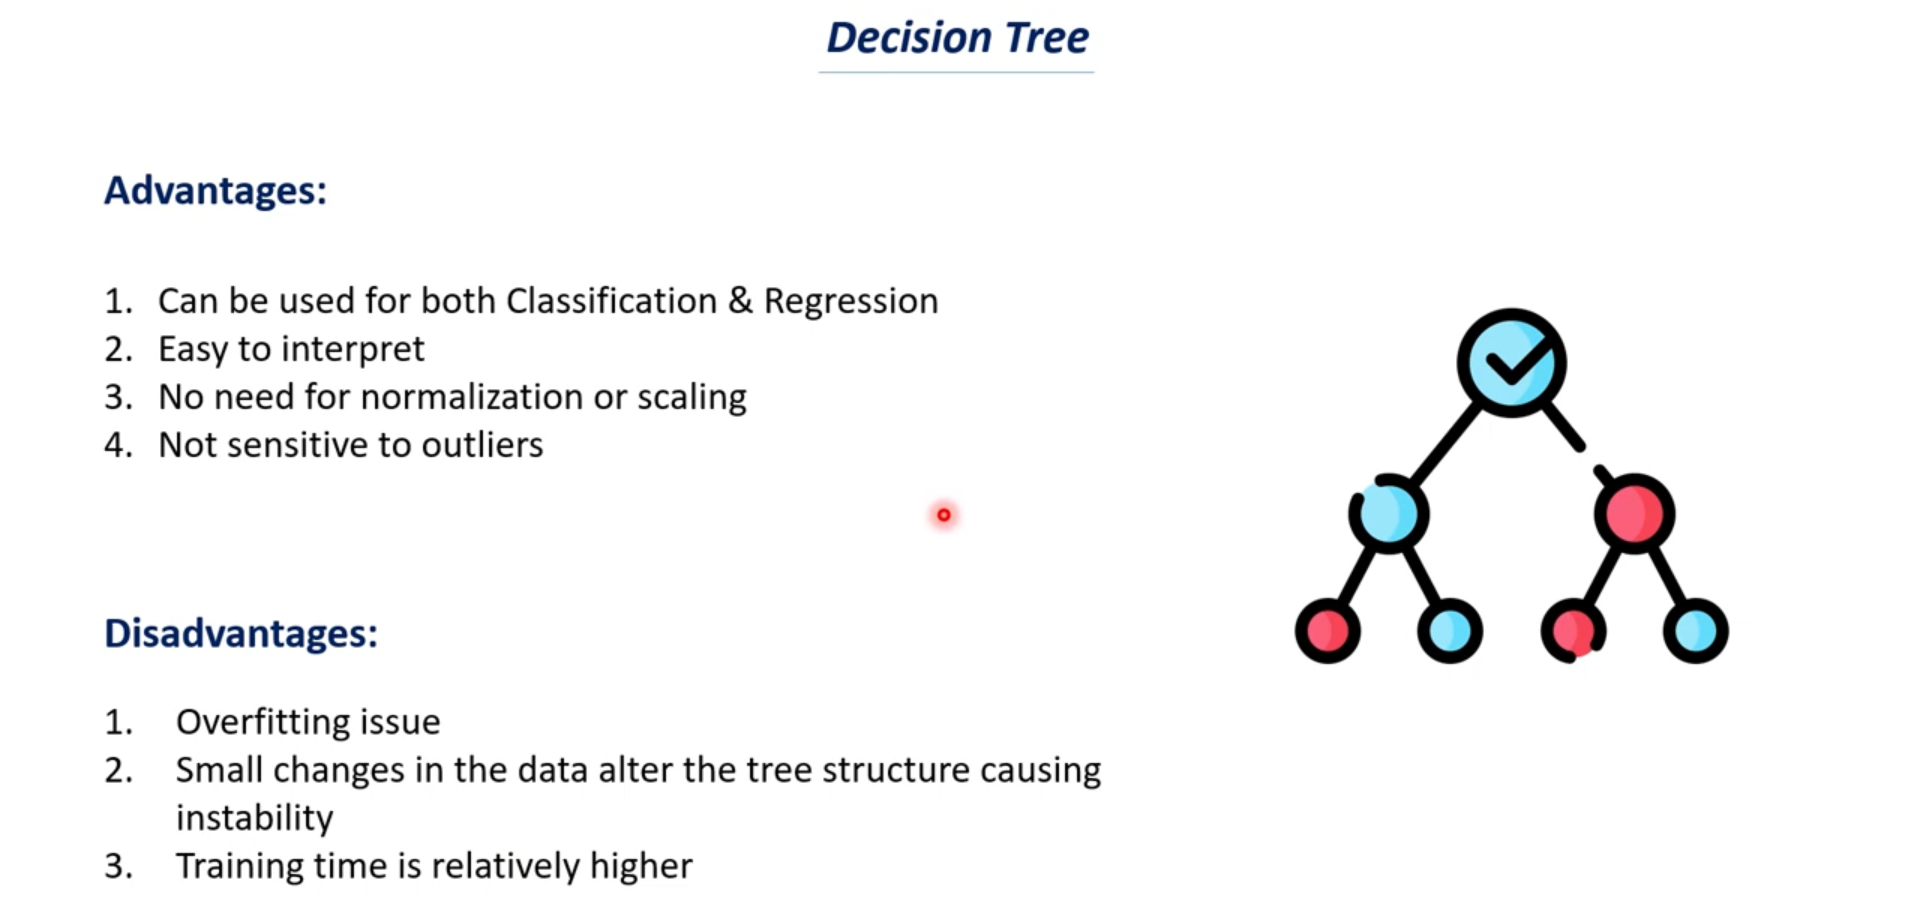 Decision Tree
Advantages:
1. Can be used for both Classification & Regression
2. Easy to interpret
3. No need for normalization or scaling
4. Not sensitive to outliers
Disadvantages:
1. Overfitting issue
2. Small changes in the data alter the tree structure causing
instability
3. Training time is relatively higher